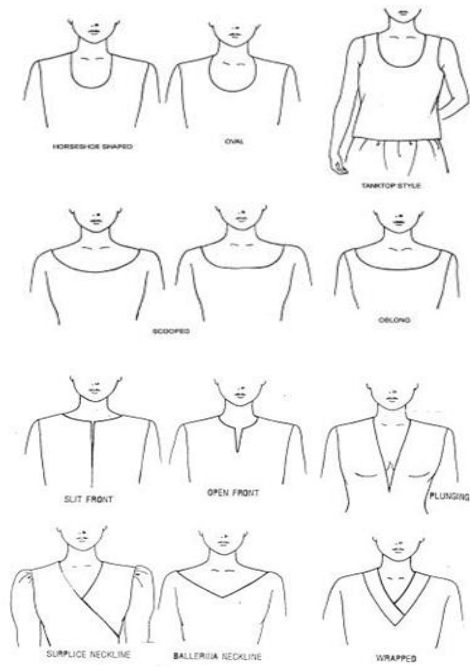 HORSESHOE SHAPED
OVAL
TANKTOP STYLE
SCOOPED
OBLONG
SLIT FRONT
OPEN FRONT
PLUNGING
SURPLICE NECKLINE
BALLERINA NECKLINE
WRAPPED